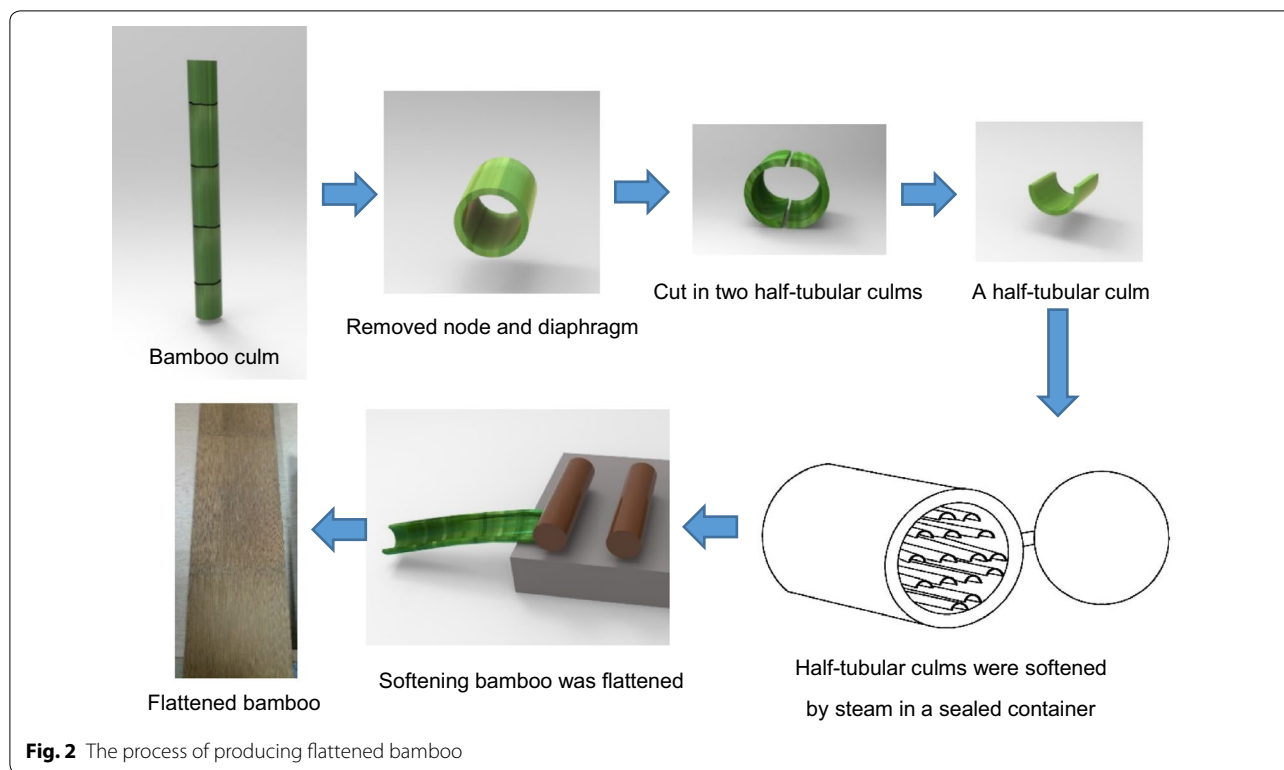 Bamboo culm
Removed node and diaphragm
Cut in two half-tubular culms
A half-tubular culm
Half-tubular culms were softened
by steam in a sealed container
Softening bamboo was flattened
Flattened bamboo
Fig. 2 The process of producing flattened bamboo